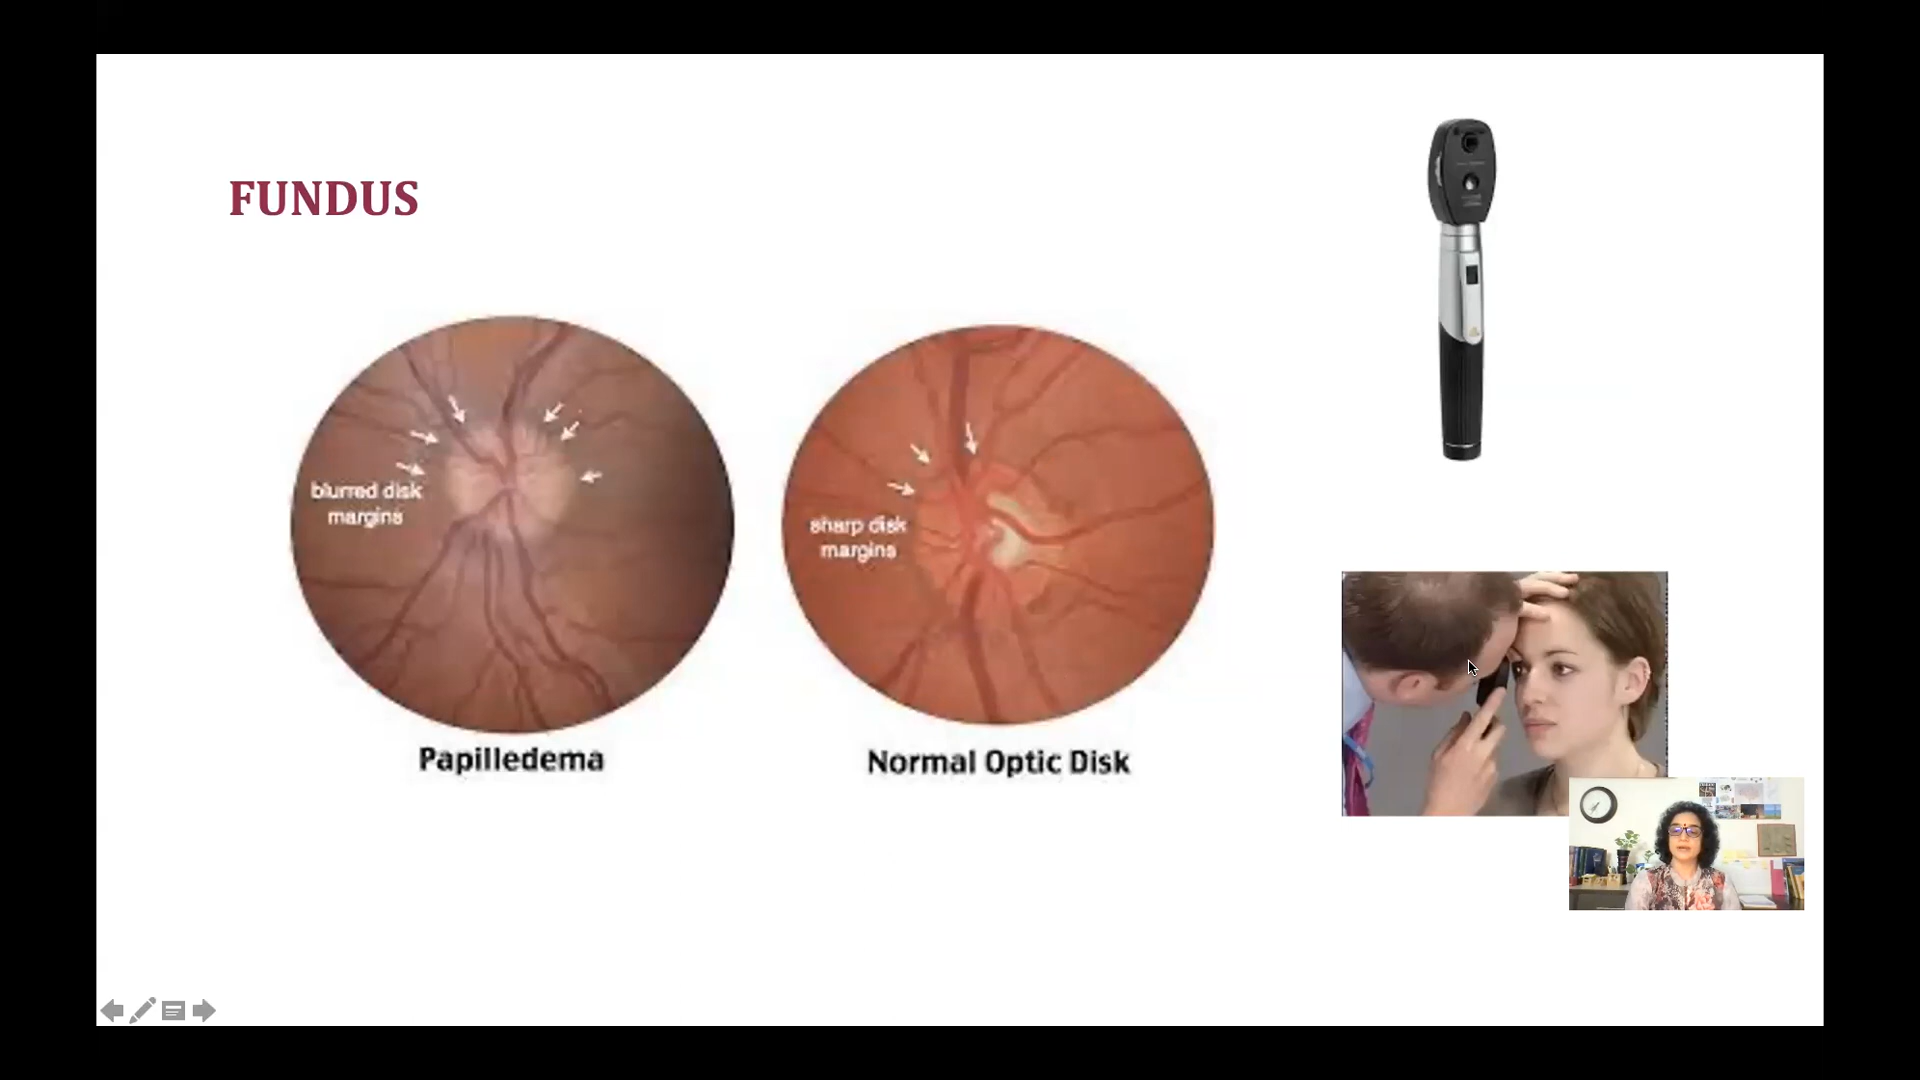 FUNDUS
blurred disk
margins
sharp disk
margins
Papilledema
Normal Optic Disk